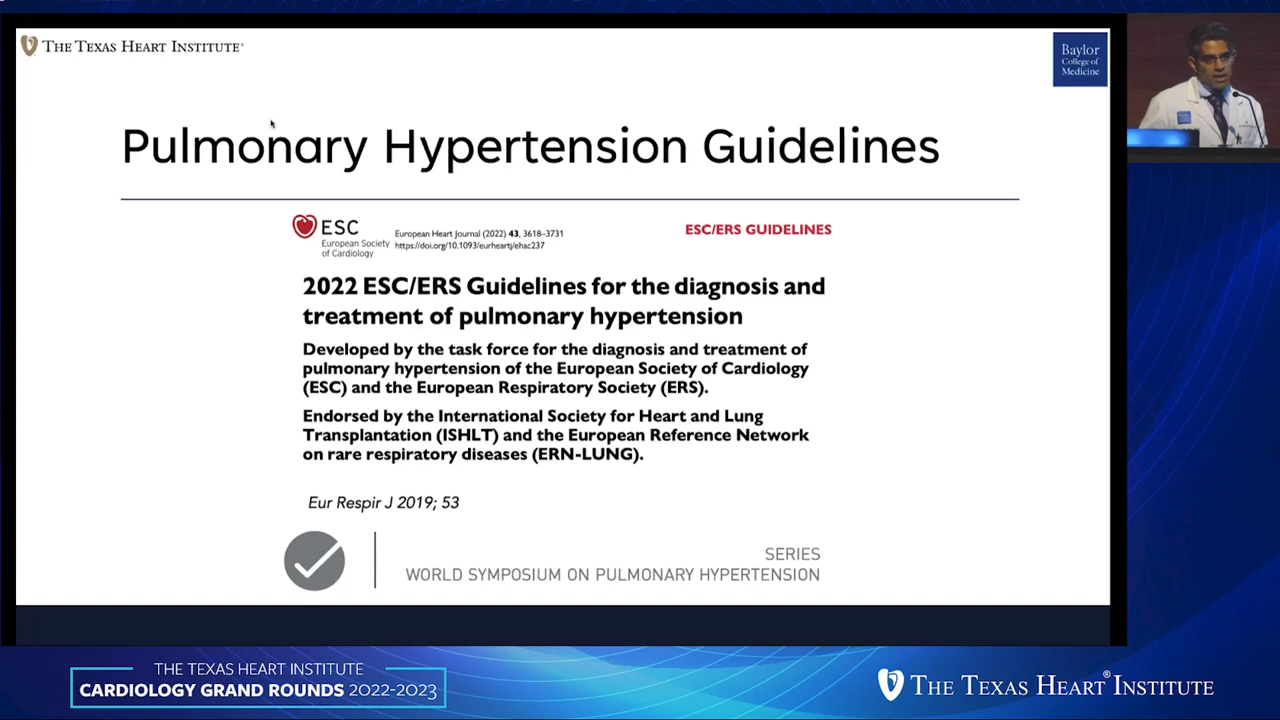 THE TEXAS HEART INSTITUTE®
Baylor
College of
Medicine
Pulmonary Hypertension Guidelines
ESC
European Society
of Cardiology
European Heart Journal (2022) 43, 3618–3731
https://doi.org/10.1093/eurheartj/ehac237
ESC/ERS GUIDELINES
2022 ESC/ERS Guidelines for the diagnosis and
treatment of pulmonary hypertension
Developed by the task force for the diagnosis and treatment of
pulmonary hypertension of the European Society of Cardiology
(ESC) and the European Respiratory Society (ERS).
Endorsed by the International Society for Heart and Lung
Transplantation (ISHLT) and the European Reference Network
on rare respiratory diseases (ERN-LUNG).
Eur Respir J 2019; 53
SERIES
WORLD SYMPOSIUM ON PULMONARY HYPERTENSION
THE TEXAS HEART INSTITUTE
CARDIOLOGY GRAND ROUNDS 2022-2023
THE TEXAS HEART® INSTITUTE